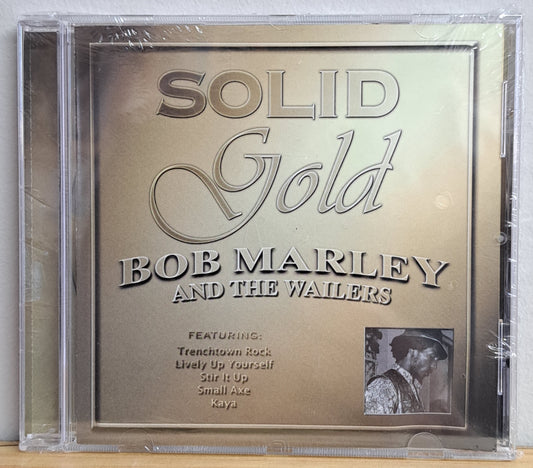 SOLID
Gold
BOB MARLEY
AND THE WAILERS
FEATURING:
Trenchtown Rock
Lively Up Yourself
Stir It Up
Small Axe
Kaya